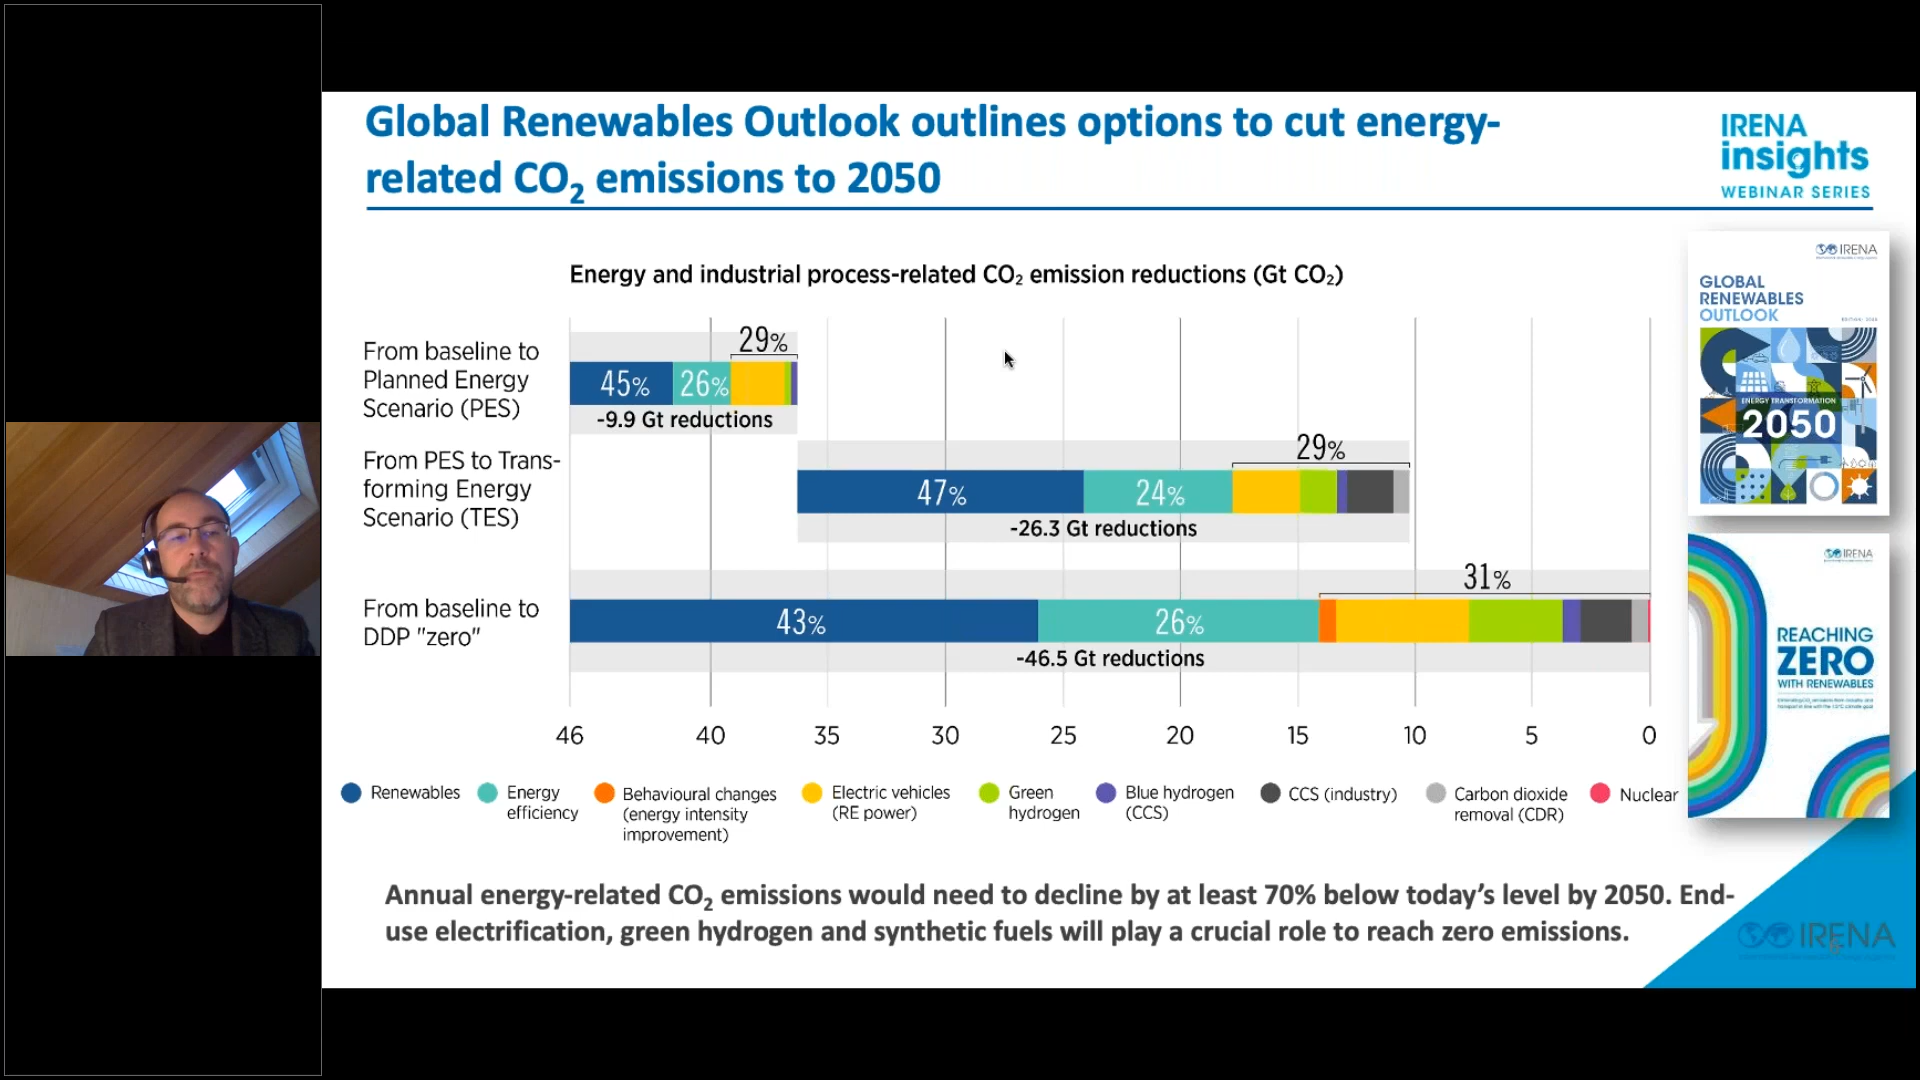 Global Renewables Outlook outlines options to cut energy-
related CO₂ emissions to 2050
IRENA
insights
WEBINAR SERIES
Energy and industrial process-related CO₂ emission reductions (Gt CO₂)
From baseline to
Planned Energy
Scenario (PES)
29%
45%
26%
-9.9 Gt reductions
From PES to Trans-
forming Energy
Scenario (TES)
29%
47%
24%
-26.3 Gt reductions
From baseline to
DDP "zero"
31%
43%
26%
-46.5 Gt reductions
46 40 35 30 25 20 15 10 5 0
Renewables
Energy
efficiency
Behavioural changes
(energy intensity
improvement)
Electric vehicles
(RE power)
Green
hydrogen
Blue hydrogen
(CCS)
CCS (industry)
Carbon dioxide
removal (CDR)
Nuclear
IRENA
GLOBAL
RENEWABLES
OUTLOOK
ENERGY TRANSFORMATION
2050
IRENA
REACHING
ZERO
WITH RENEWABLES
Annual energy-related CO₂ emissions would need to decline by at least 70% below today's level by 2050. End-
use electrification, green hydrogen and synthetic fuels will play a crucial role to reach zero emissions.
IRENA